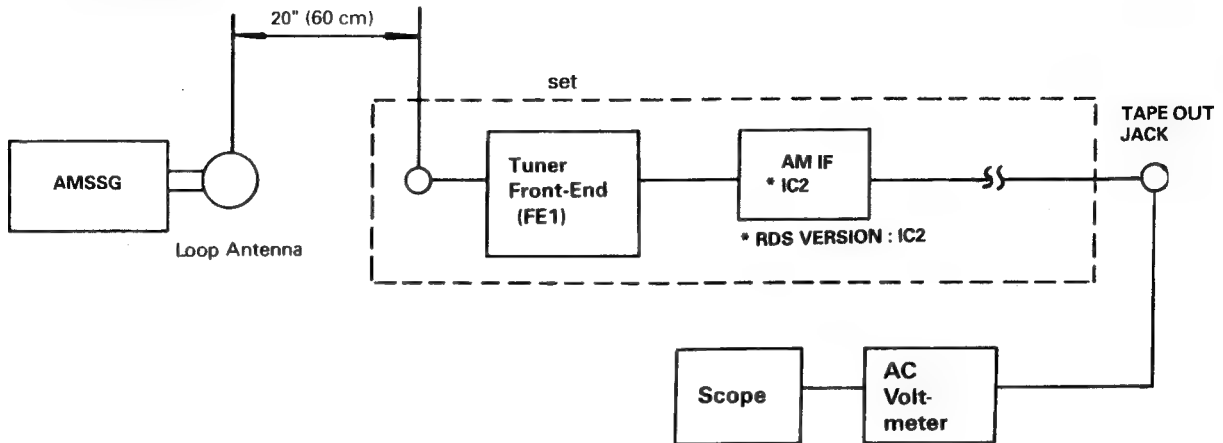 20" (60 cm)
set
TAPE OUT
JACK
AMSSG
Tuner
Front-End
(FE1)
AM IF
* IC2
Loop Antenna
* RDS VERSION : IC2
Scope
AC
Volt-
meter